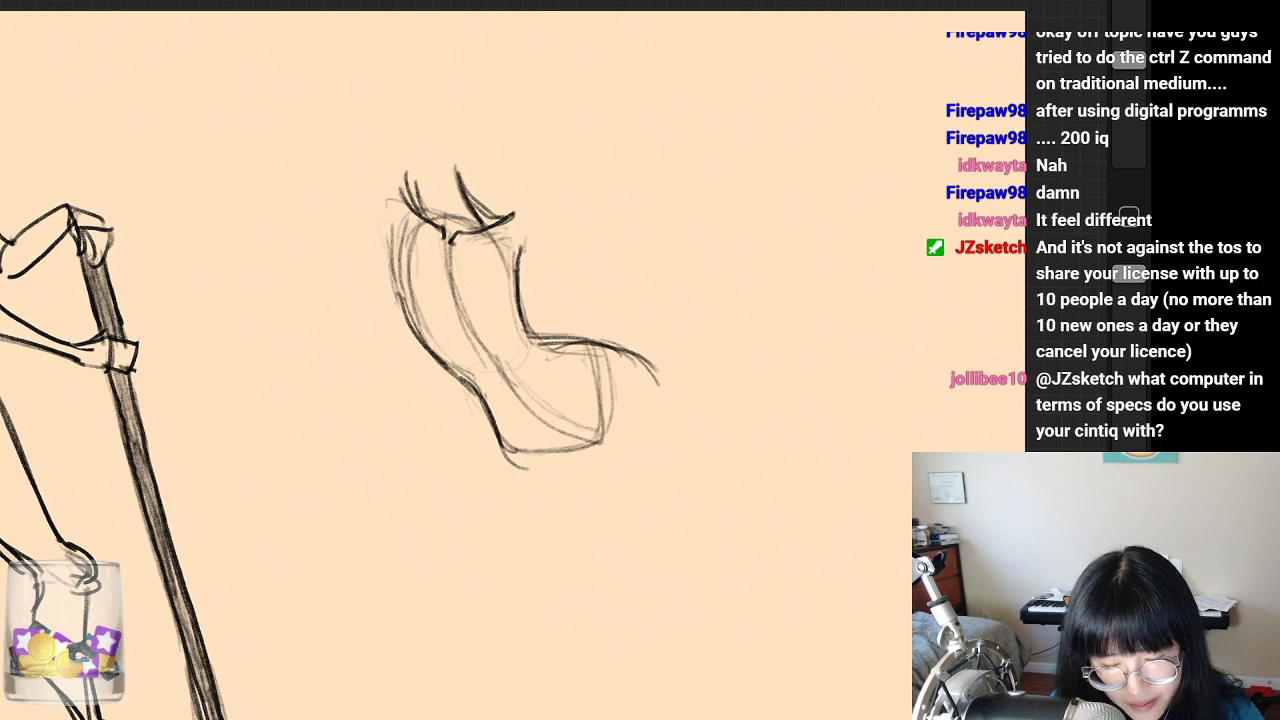 Firepaw98 okay off topic have you guys
tried to do the ctrl Z command
on traditional medium....
Firepaw98 after using digital programms
Firepaw98 .... 200 iq
idkwayta Nah
Firepaw98 damn
idkwayta It feel different
JZsketch And it's not against the tos to
share your license with up to
10 people a day (no more than
10 new ones a day or they
cancel your licence)
jollibee10 @JZsketch what computer in
terms of specs do you use
your cintiq with?